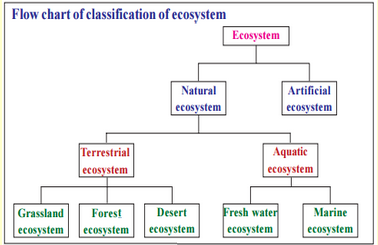 Flow chart of classification of ecosystem
Ecosystem
Natural
ecosystem
Artificial
ecosystem
Terrestrial
ecosystem
Aquatic
ecosystem
Grassland
ecosystem
Forest
ecosystem
Desert
ecosystem
Fresh water
ecosystem
Marine
ecosystem